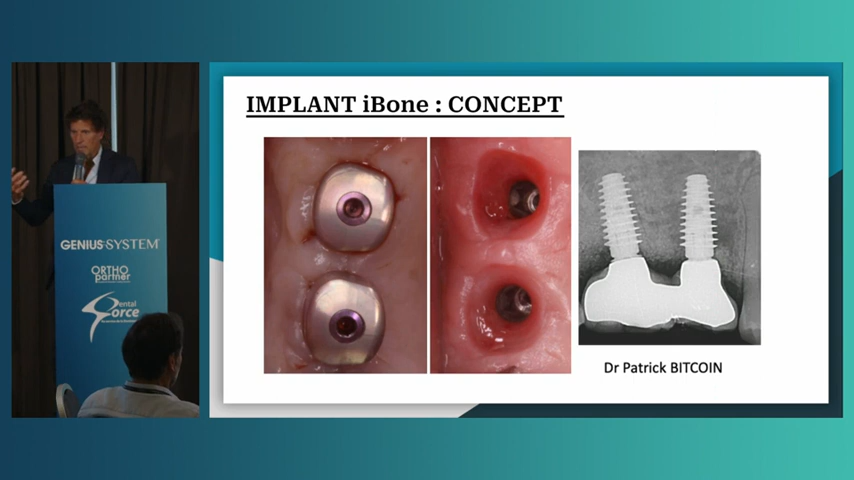 IMPLANT iBone : CONCEPT
GENIUS SYSTEM
ORTHO
partner
Dental
Force
Dr Patrick BITCOIN